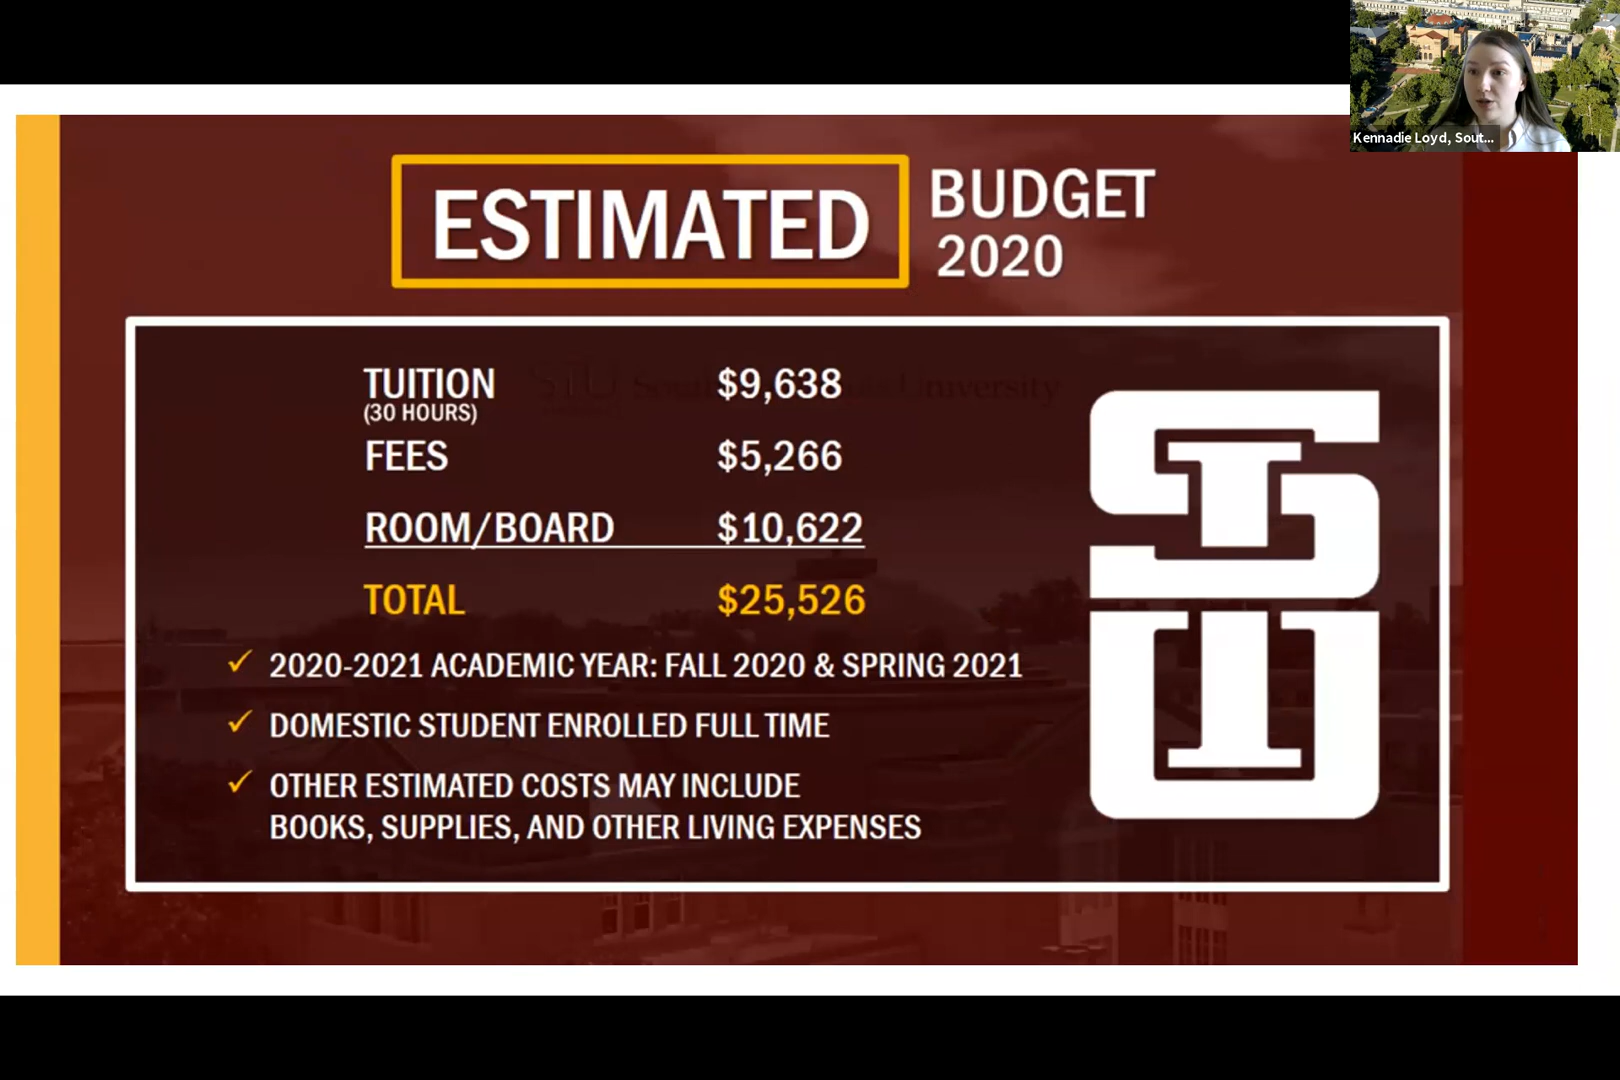 Kennadie Loyd, Sout...
ESTIMATED
BUDGET
2020
TUITION $9,638
(30 HOURS)
FEES $5,266
ROOM/BOARD $10,622
TOTAL $25,526
✓ 2020-2021 ACADEMIC YEAR: FALL 2020 & SPRING 2021
✓ DOMESTIC STUDENT ENROLLED FULL TIME
✓ OTHER ESTIMATED COSTS MAY INCLUDE
BOOKS, SUPPLIES, AND OTHER LIVING EXPENSES
SIU